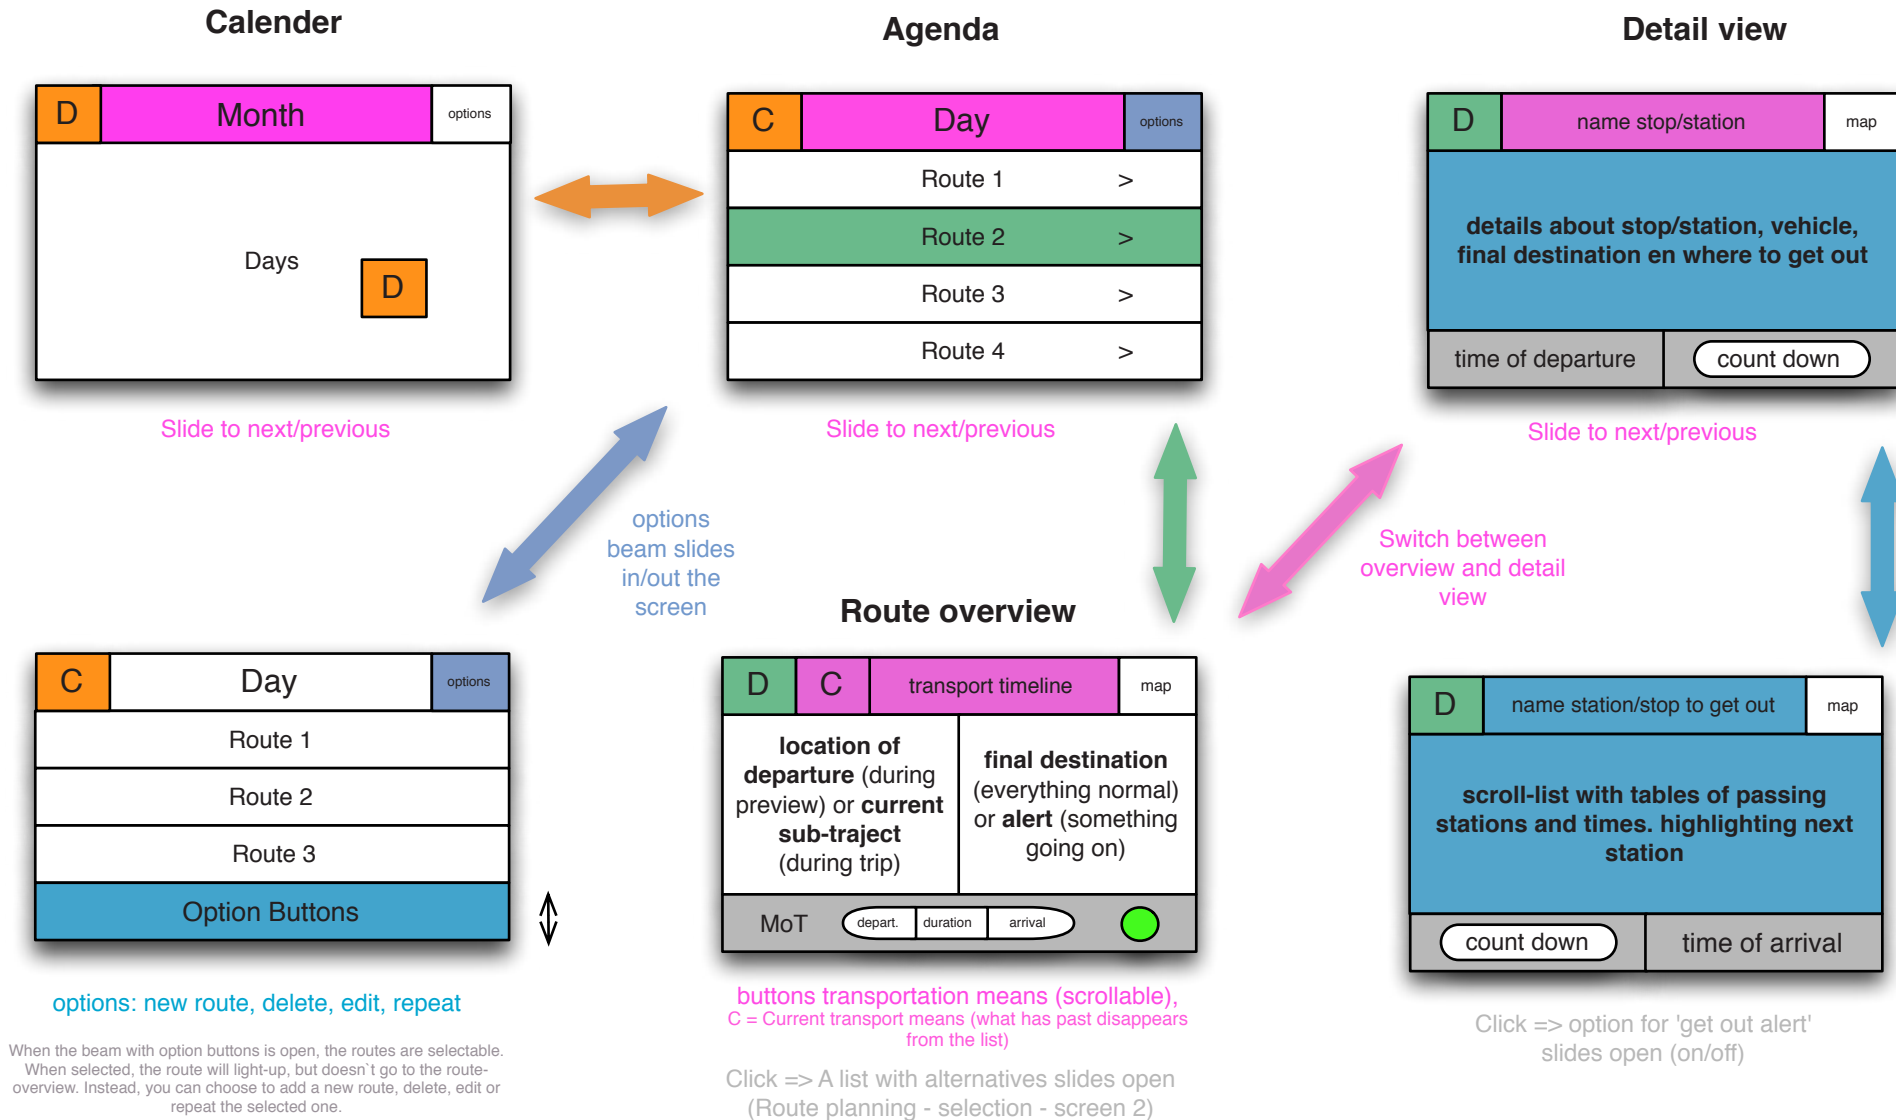 Calender
D
Month
options
Days
D
Slide to next/previous
Agenda
C
Day
options
Route 1 >
Route 2 >
Route 3 >
Route 4 >
Slide to next/previous
Detail view
D
name stop/station
map
details about stop/station, vehicle,
final destination en where to get out
time of departure
count down
Slide to next/previous
options
beam slides
in/out the
screen
Switch between
overview and detail
view
C
Day
options
Route 1
Route 2
Route 3
Option Buttons
options: new route, delete, edit, repeat
When the beam with option buttons is open, the routes are selectable.
When selected, the route will light-up, but doesn`t go to the route-
overview. Instead, you can choose to add a new route, delete, edit or
repeat the selected one.
Route overview
D
C
transport timeline
map
location of
departure (during
preview) or current
sub-traject
(during trip)
final destination
(everything normal)
or alert (something
going on)
MoT
depart.
duration
arrival
buttons transportation means (scrollable),
C = Current transport means (what has past disappears
from the list)
Click => A list with alternatives slides open
(Route planning - selection - screen 2)
D
name station/stop to get out
map
scroll-list with tables of passing
stations and times. highlighting next
station
count down
time of arrival
Click => option for 'get out alert'
slides open (on/off)